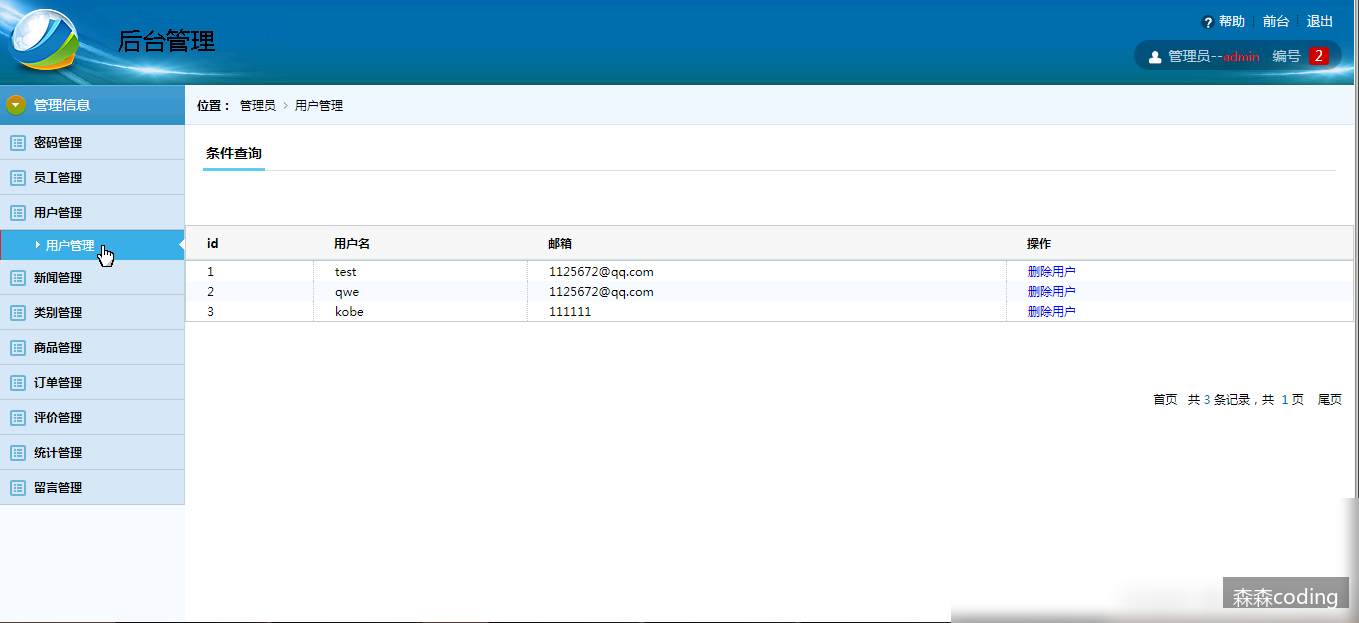 后台管理
帮助 前台 退出
管理员--admin 编号 2
管理信息
密码管理
员工管理
用户管理
用户管理
新闻管理
类别管理
商品管理
订单管理
评价管理
统计管理
留言管理
位置： 管理员 > 用户管理
条件查询
id 用户名 邮箱 操作
1 test 1125672@qq.com 删除用户
2 qwe 1125672@qq.com 删除用户
3 kobe 111111 删除用户
首页 共 3 条记录，共 1 页 尾页
森森coding